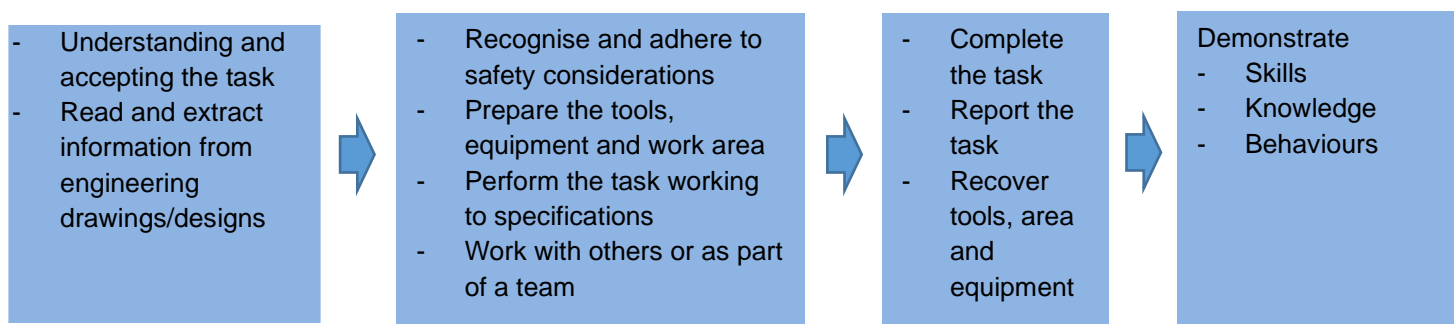 - Understanding and
accepting the task
- Read and extract
information from
engineering
drawings/designs
- Recognise and adhere to
safety considerations
- Prepare the tools,
equipment and work area
- Perform the task working
to specifications
- Work with others or as part
of a team
- Complete
the task
- Report the
task
- Recover
tools, area
and
equipment
Demonstrate
- Skills
- Knowledge
- Behaviours